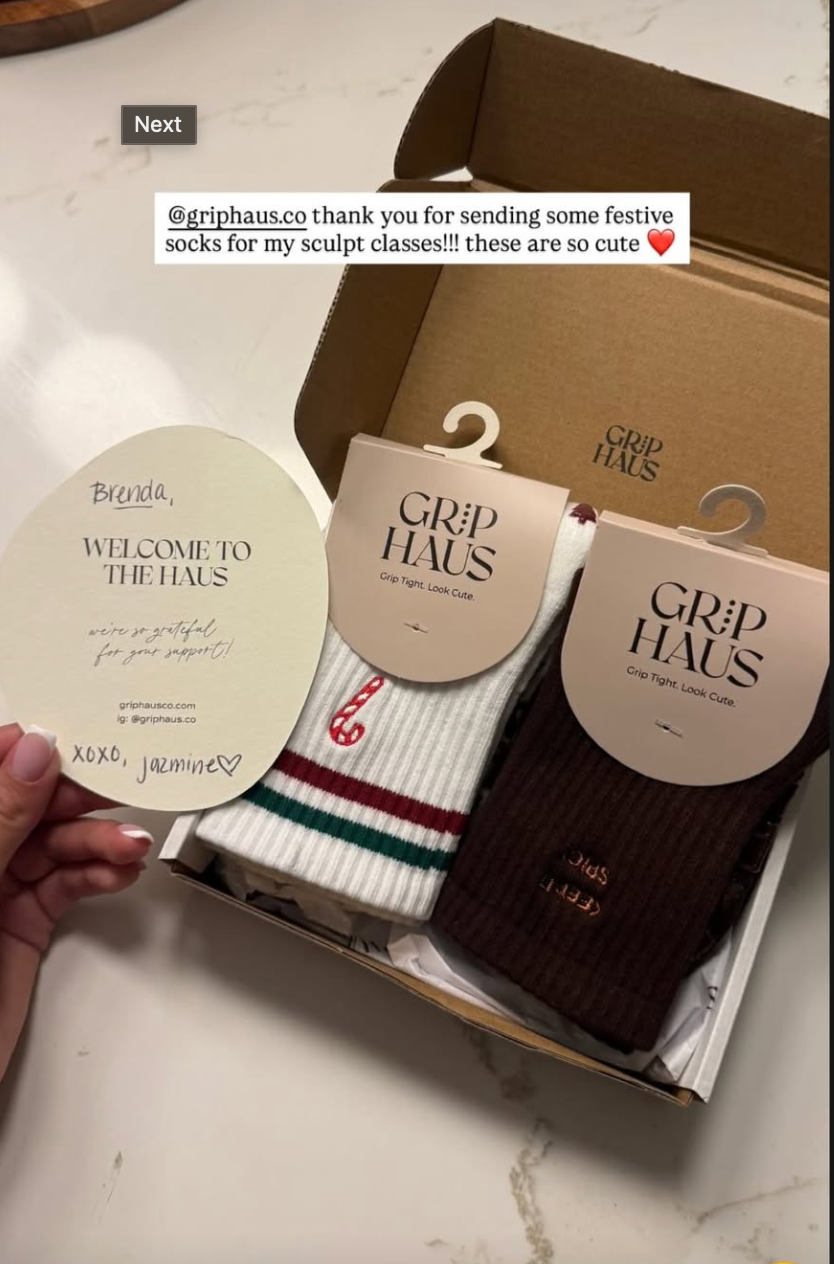 Next
@griphaus.co thank you for sending some festive
socks for my sculpt classes!!! these are so cute ❤️
GRIP
HAUS
GRIP
HAUS
Grip Tight. Look Cute.
GRIP
HAUS
Grip Tight. Look Cute.
Brenda,
WELCOME TO
THE HAUS
we're so grateful
for your support!
griphausco.com
ig: @griphaus.co
xoxo, jazmine♡
KEEP IT